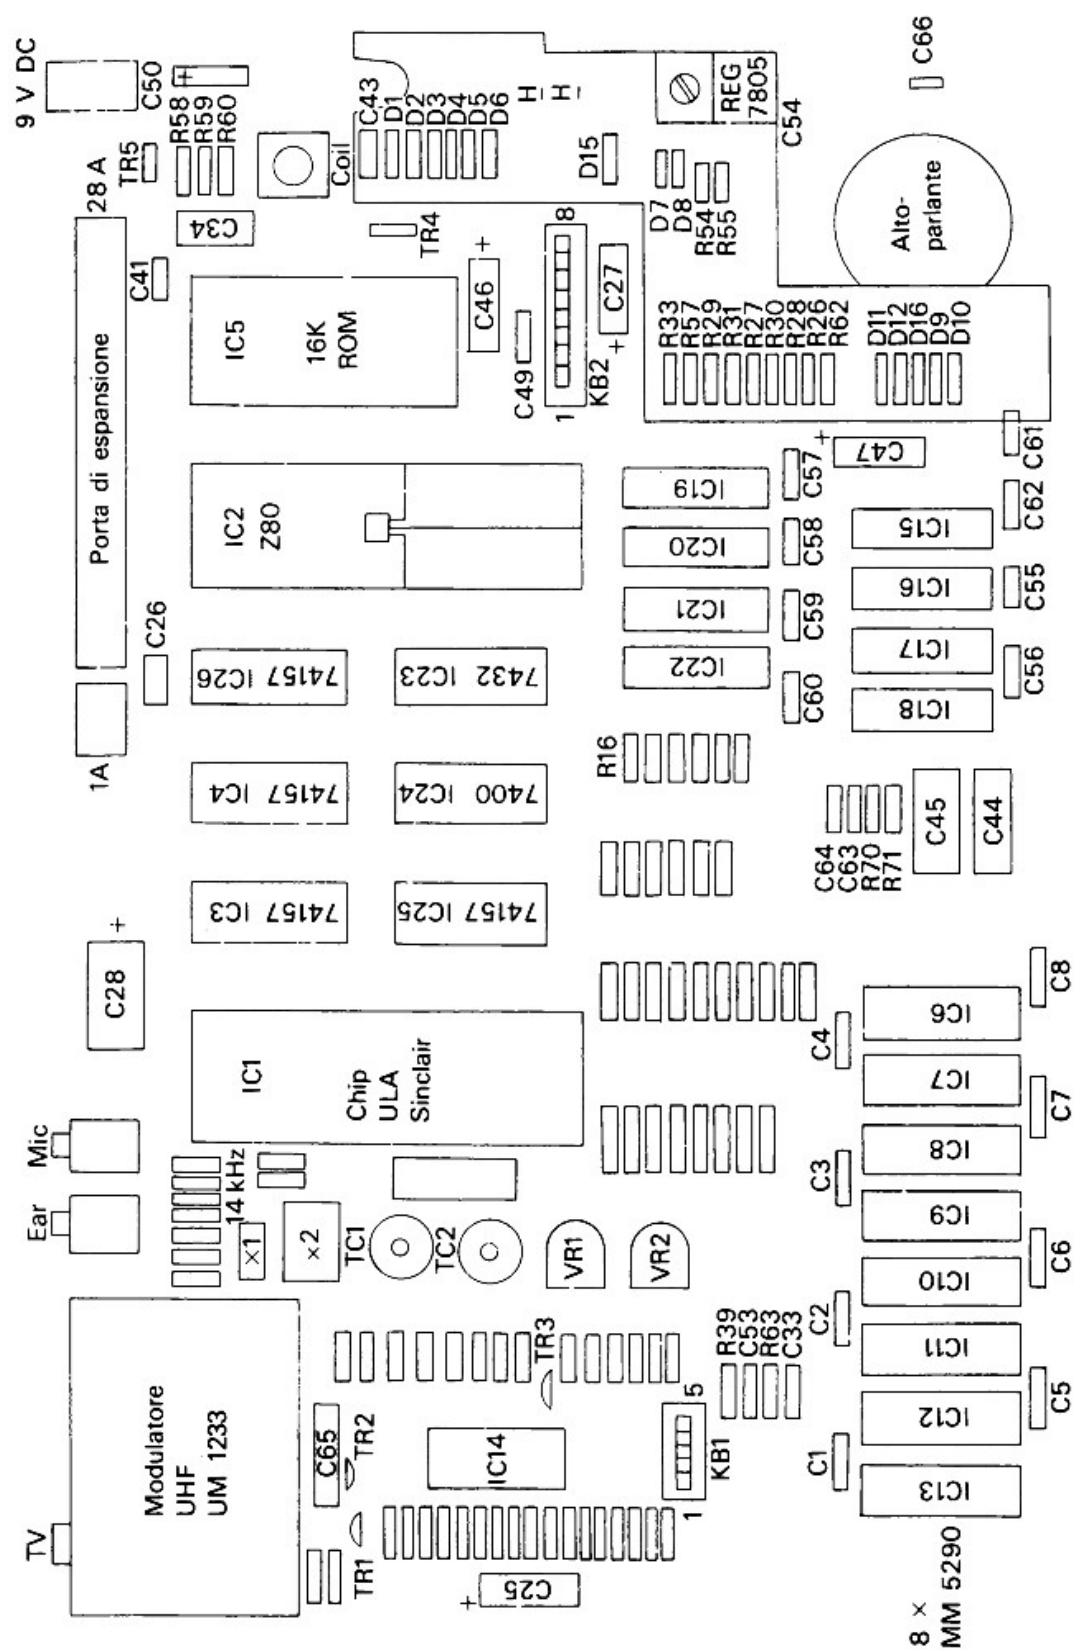 TV
Ear
Mic
1A
Porta di espansione
28 A
9 V DC
Modulatore
UHF
UM 1233
C28
+
C26
C41
TR5
C50
+
R58
R59
R60
C34
14 kHz
×1
×2
TC1
TC2
VR1
VR2
IC1
Chip
ULA
Sinclair
IC3 74157
IC4 74157
IC26 74157
IC25 74157
IC24 7400
IC23 7432
IC2
Z80
IC5
16K
ROM
Coil
TR4
C46
+
C49
1
8
KB2
C27
+
C43
D1
D2
D3
D4
D5
D6
H
H
D15
REG
7805
C54
C66
D7
D8
R54
R55
Alto-
parlante
R33
R57
R29
R31
R27
R30
R28
R26
R62
D11
D12
D16
D9
D10
TR1
TR2
C65
TR3
IC14
C25
+
1
5
KB1
R39
C53
R63
C33
R16
IC19
IC20
IC21
IC22
C57
C58
C59
C60
C47
+
IC15
IC16
IC17
IC18
C61
C62
C55
C56
C64
C63
R70
R71
C45
C44
C1
C2
C3
C4
IC13
IC12
IC11
IC10
IC9
IC8
IC7
IC6
C5
C6
C7
C8
8 ×
MM 5290